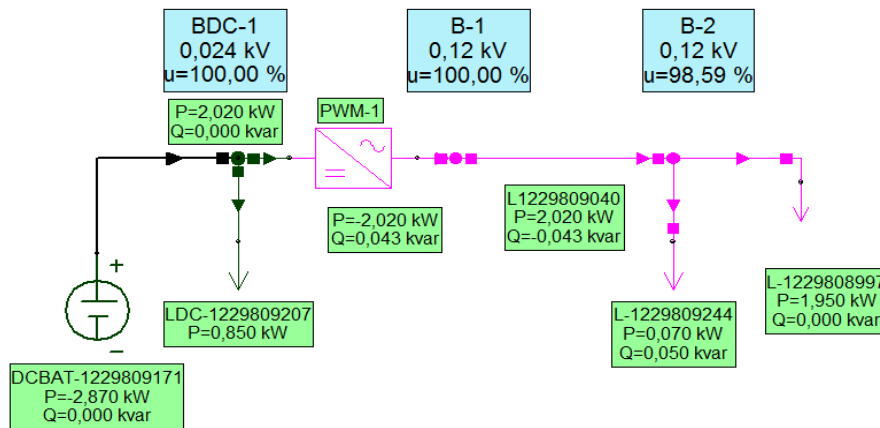 BDC-1
0,024 kV
u=100,00 %
B-1
0,12 kV
u=100,00 %
B-2
0,12 kV
u=98,59 %
P=2,020 kW
Q=0,000 kvar
PWM-1
P=-2,020 kW
Q=0,043 kvar
L1229809040
P=2,020 kW
Q=-0,043 kvar
+
−
DCBAT-1229809171
P=-2,870 kW
Q=0,000 kvar
LDC-1229809207
P=0,850 kW
L-1229809244
P=0,070 kW
Q=0,050 kvar
L-1229808997
P=1,950 kW
Q=0,000 kvar